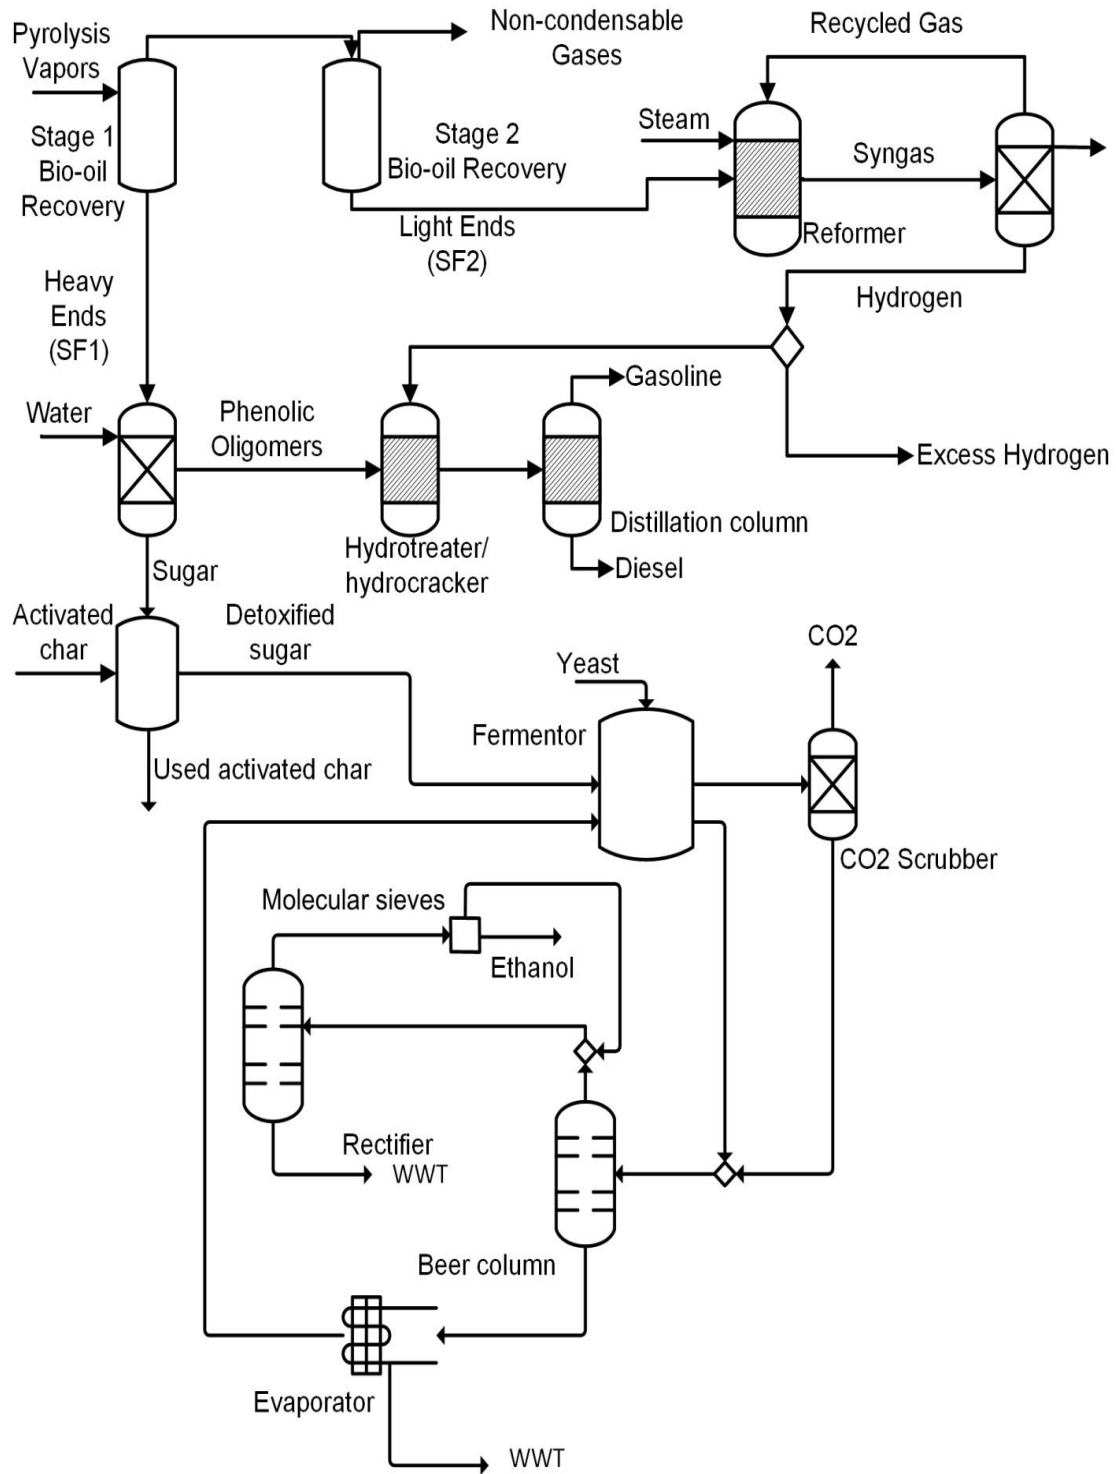 Pyrolysis
Vapors
Non-condensable
Gases
Recycled Gas
Stage 1
Bio-oil
Recovery
Stage 2
Bio-oil Recovery
Steam
Syngas
Light Ends
(SF2)
Reformer
Heavy
Ends
(SF1)
Hydrogen
Water
Phenolic
Oligomers
Gasoline
Excess Hydrogen
Distillation column
Hydrotreater/
hydrocracker
Diesel
Sugar
Activated
char
Detoxified
sugar
CO2
Yeast
Fermentor
Used activated char
CO2 Scrubber
Molecular sieves
Ethanol
Rectifier
WWT
Beer column
Evaporator
WWT